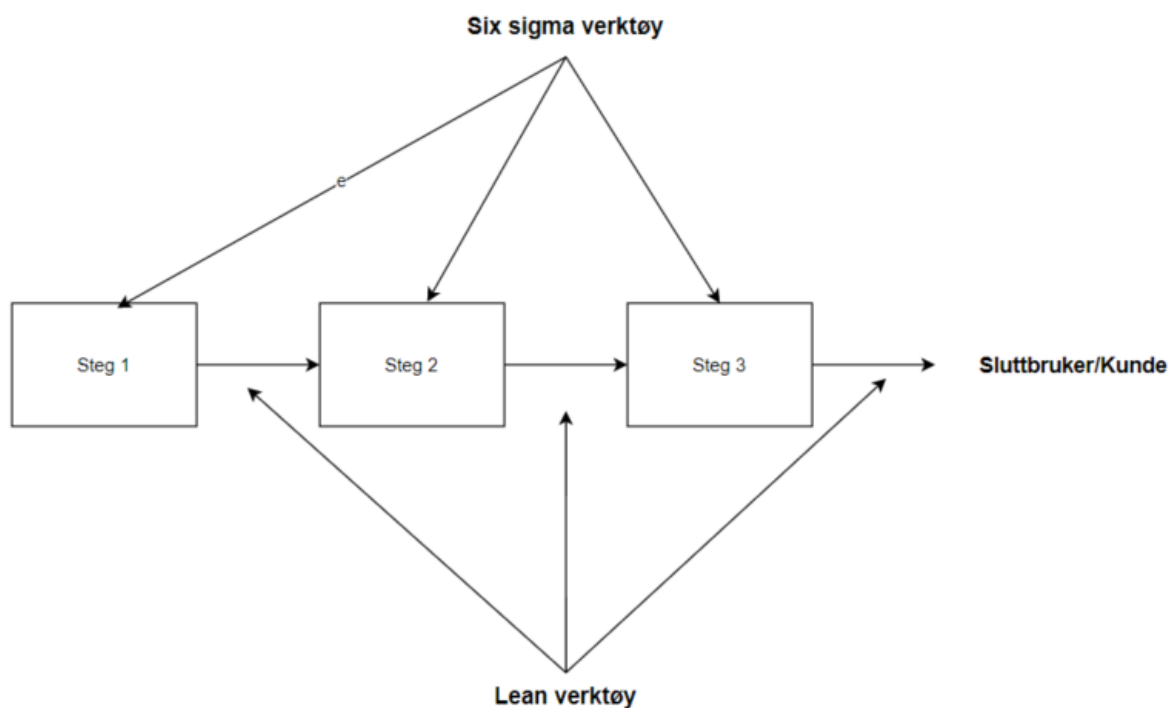 Six sigma verktøy
e
Steg 1
Steg 2
Steg 3
Sluttbruker/Kunde
Lean verktøy